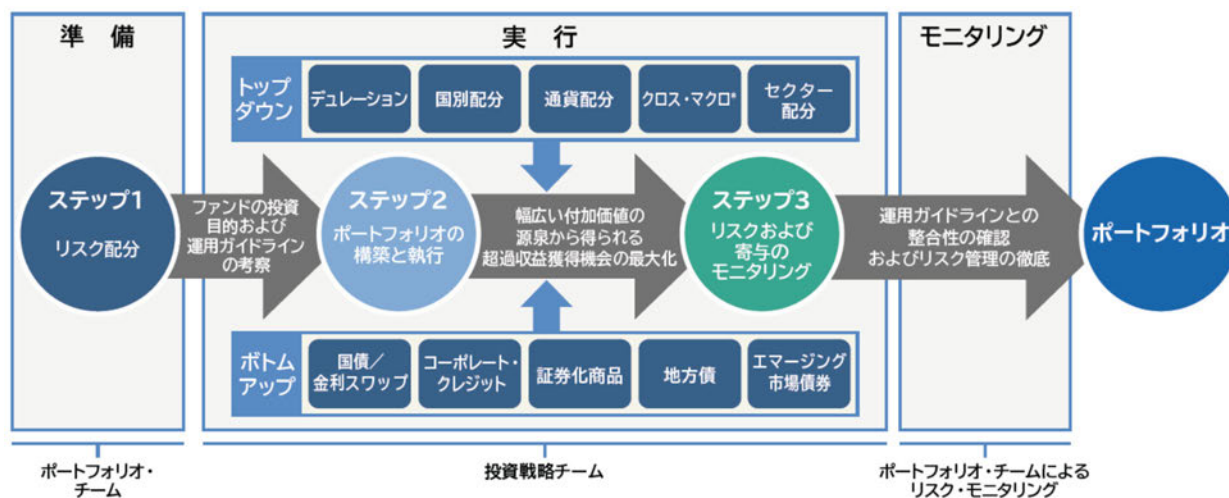 準 備
実 行
モニタリング
トップ
ダウン
デュレーション
国別配分
通貨配分
クロス・マクロ*
セクター
配分
ステップ1
リスク配分
ファンドの投資
目的および
運用ガイドライン
の考察
ステップ2
ポートフォリオの
構築と執行
幅広い付加価値の
源泉から得られる
超過収益獲得機会の最大化
ステップ3
リスクおよび
寄与の
モニタリング
運用ガイドラインとの
整合性の確認
およびリスク管理の徹底
ポートフォリオ
ボトム
アップ
国債／
金利スワップ
コーポレート・
クレジット
証券化商品
地方債
エマージング
市場債券
ポートフォリオ・
チーム
投資戦略チーム
ポートフォリオ・チームによる
リスク・モニタリング